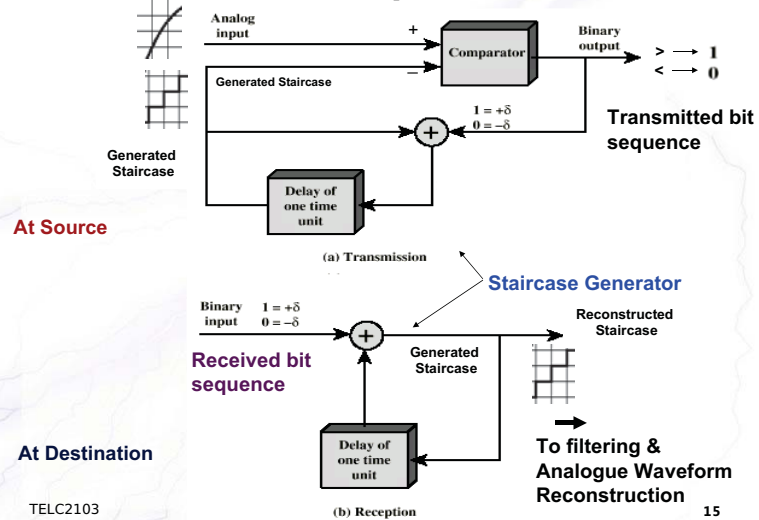 Analog
input
+
Comparator
Binary
output
> → 1
< → 0
−
Generated Staircase
1 = +δ
0 = −δ
+
Transmitted bit
sequence
Generated
Staircase
Delay of
one time
unit
At Source
(a) Transmission
Staircase Generator
Binary
input
1 = +δ
0 = −δ
+
Reconstructed
Staircase
Generated
Staircase
Received bit
sequence
At Destination
Delay of
one time
unit
To filtering &
Analogue Waveform
Reconstruction
TELC2103
(b) Reception
15